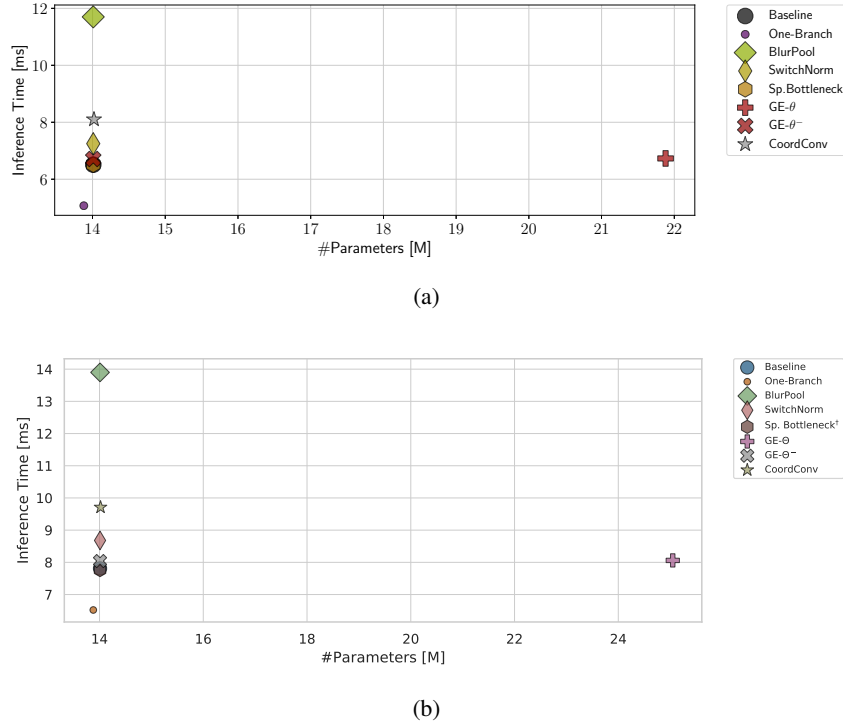 12
10
8
6
Inference Time [ms]
14
15
16
17
18
19
20
21
22
#Parameters [M]
Baseline
One-Branch
BlurPool
SwitchNorm
Sp.Bottleneck
GE-θ
GE-θ⁻
CoordConv
(a)
14
13
12
11
10
9
8
7
Inference Time [ms]
14
16
18
20
22
24
#Parameters [M]
Baseline
One-Branch
BlurPool
SwitchNorm
Sp. Bottleneck†
GE-Θ
GE-Θ⁻
CoordConv
(b)